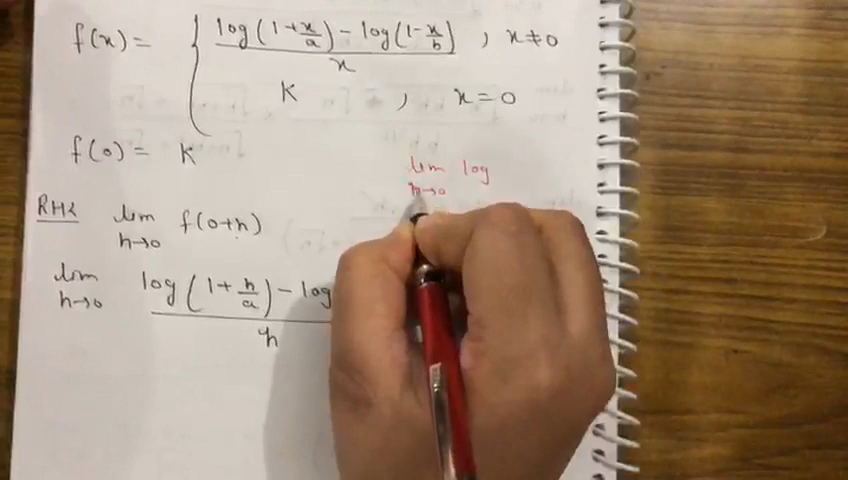 f(x) = { log(1+x/a) - log(1-x/b) / x , x≠0
K , x=0
f(0) = K
lim log
h→0
RHL lim f(0+h)
h→0
lim log(1+h/a) - log
h→0 h